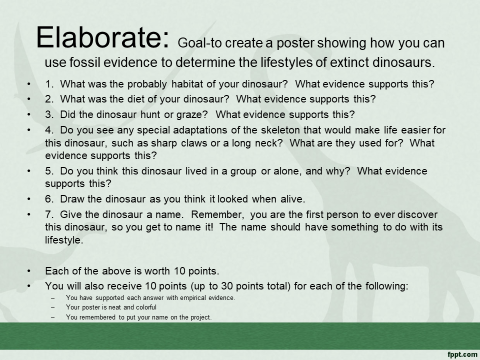 Elaborate: Goal-to create a poster showing how you can
use fossil evidence to determine the lifestyles of extinct dinosaurs.
• 1. What was the probably habitat of your dinosaur? What evidence supports this?
• 2. What was the diet of your dinosaur? What evidence supports this?
• 3. Did the dinosaur hunt or graze? What evidence supports this?
• 4. Do you see any special adaptations of the skeleton that would make life easier for
this dinosaur, such as sharp claws or a long neck? What are they used for? What
evidence supports this?
• 5. Do you think this dinosaur lived in a group or alone, and why? What evidence
supports this?
• 6. Draw the dinosaur as you think it looked when alive.
• 7. Give the dinosaur a name. Remember, you are the first person to ever discover
this dinosaur, so you get to name it! The name should have something to do with its
lifestyle.
• Each of the above is worth 10 points.
• You will also receive 10 points (up to 30 points total) for each of the following:
– You have supported each answer with empirical evidence.
– Your poster is neat and colorful
– You remembered to put your name on the project.
fppt.com